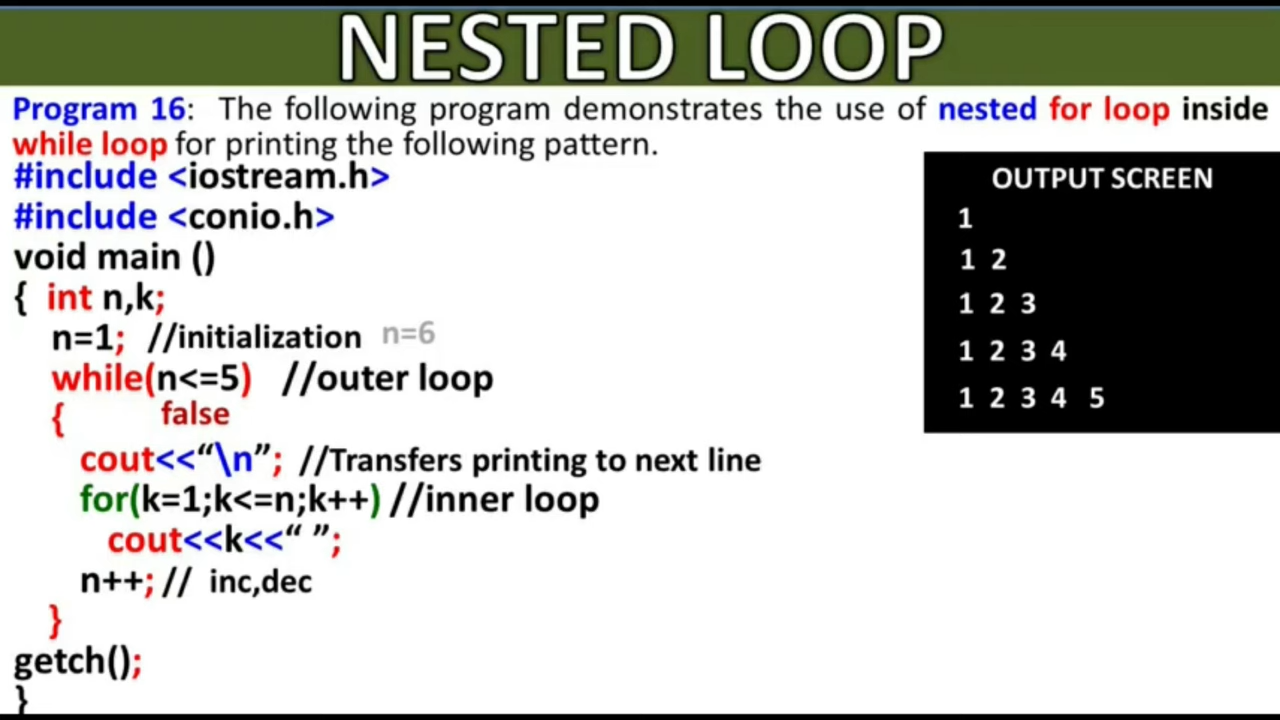 NESTED LOOP
Program 16: The following program demonstrates the use of nested for loop inside
while loop for printing the following pattern.
#include <iostream.h>
#include <conio.h>
void main ()
{ int n,k;
n=1; //initialization n=6
while(n<=5) //outer loop
{ false
cout<<“\n”; //Transfers printing to next line
for(k=1;k<=n;k++) //inner loop
cout<<k<<“ ”;
n++; // inc,dec
}
getch();
}
OUTPUT SCREEN
1
1 2
1 2 3
1 2 3 4
1 2 3 4 5